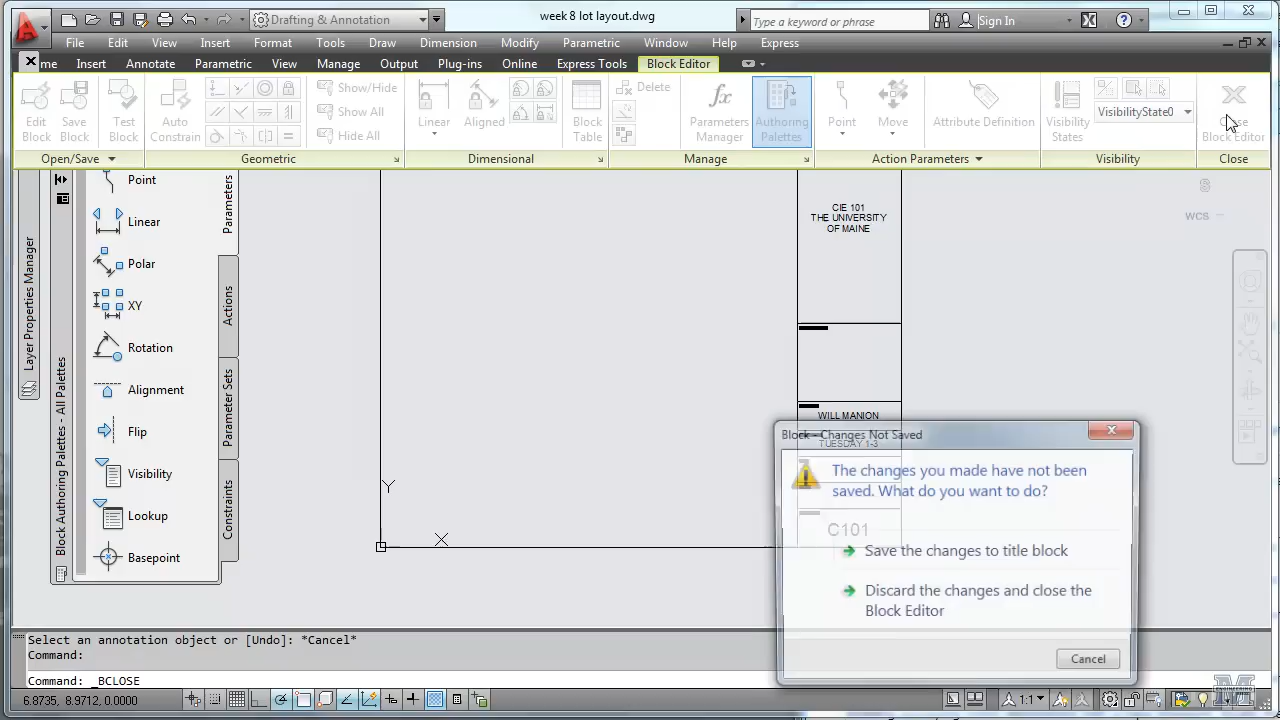 Drafting & Annotation
week 8 lot layout.dwg
Type a keyword or phrase
Sign In
File Edit View Insert Format Tools Draw Dimension Modify Parametric Window Help Express
me Insert Annotate Parametric View Manage Output Plug-ins Online Express Tools Block Editor
Edit
Block
Save
Block
Test
Block
Auto
Constrain
Show/Hide
Show All
Hide All
Linear
Aligned
Block
Table
Delete
Parameters
Manager
Authoring
Palettes
Point
Move
Attribute Definition
Visibility
States
VisibilityState0
Close
Block Editor
Open/Save
Geometric
Dimensional
Manage
Action Parameters
Visibility
Close
Layer Properties Manager
Block Authoring Palettes - All Palettes
Point
Linear
Polar
XY
Rotation
Alignment
Flip
Visibility
Lookup
Basepoint
Parameters
Actions
Parameter Sets
Constraints
CIE 101
THE UNIVERSITY
OF MAINE
S
WCS
WILL MANION
TUESDAY 1-3
C101
Y
X
Block - Changes Not Saved
The changes you made have not been
saved. What do you want to do?
Save the changes to title block
Discard the changes and close the
Block Editor
Cancel
Select an annotation object or [Undo]: *Cancel*
Command:
Command: _BCLOSE
6.8735, 8.9712, 0.0000
1:1